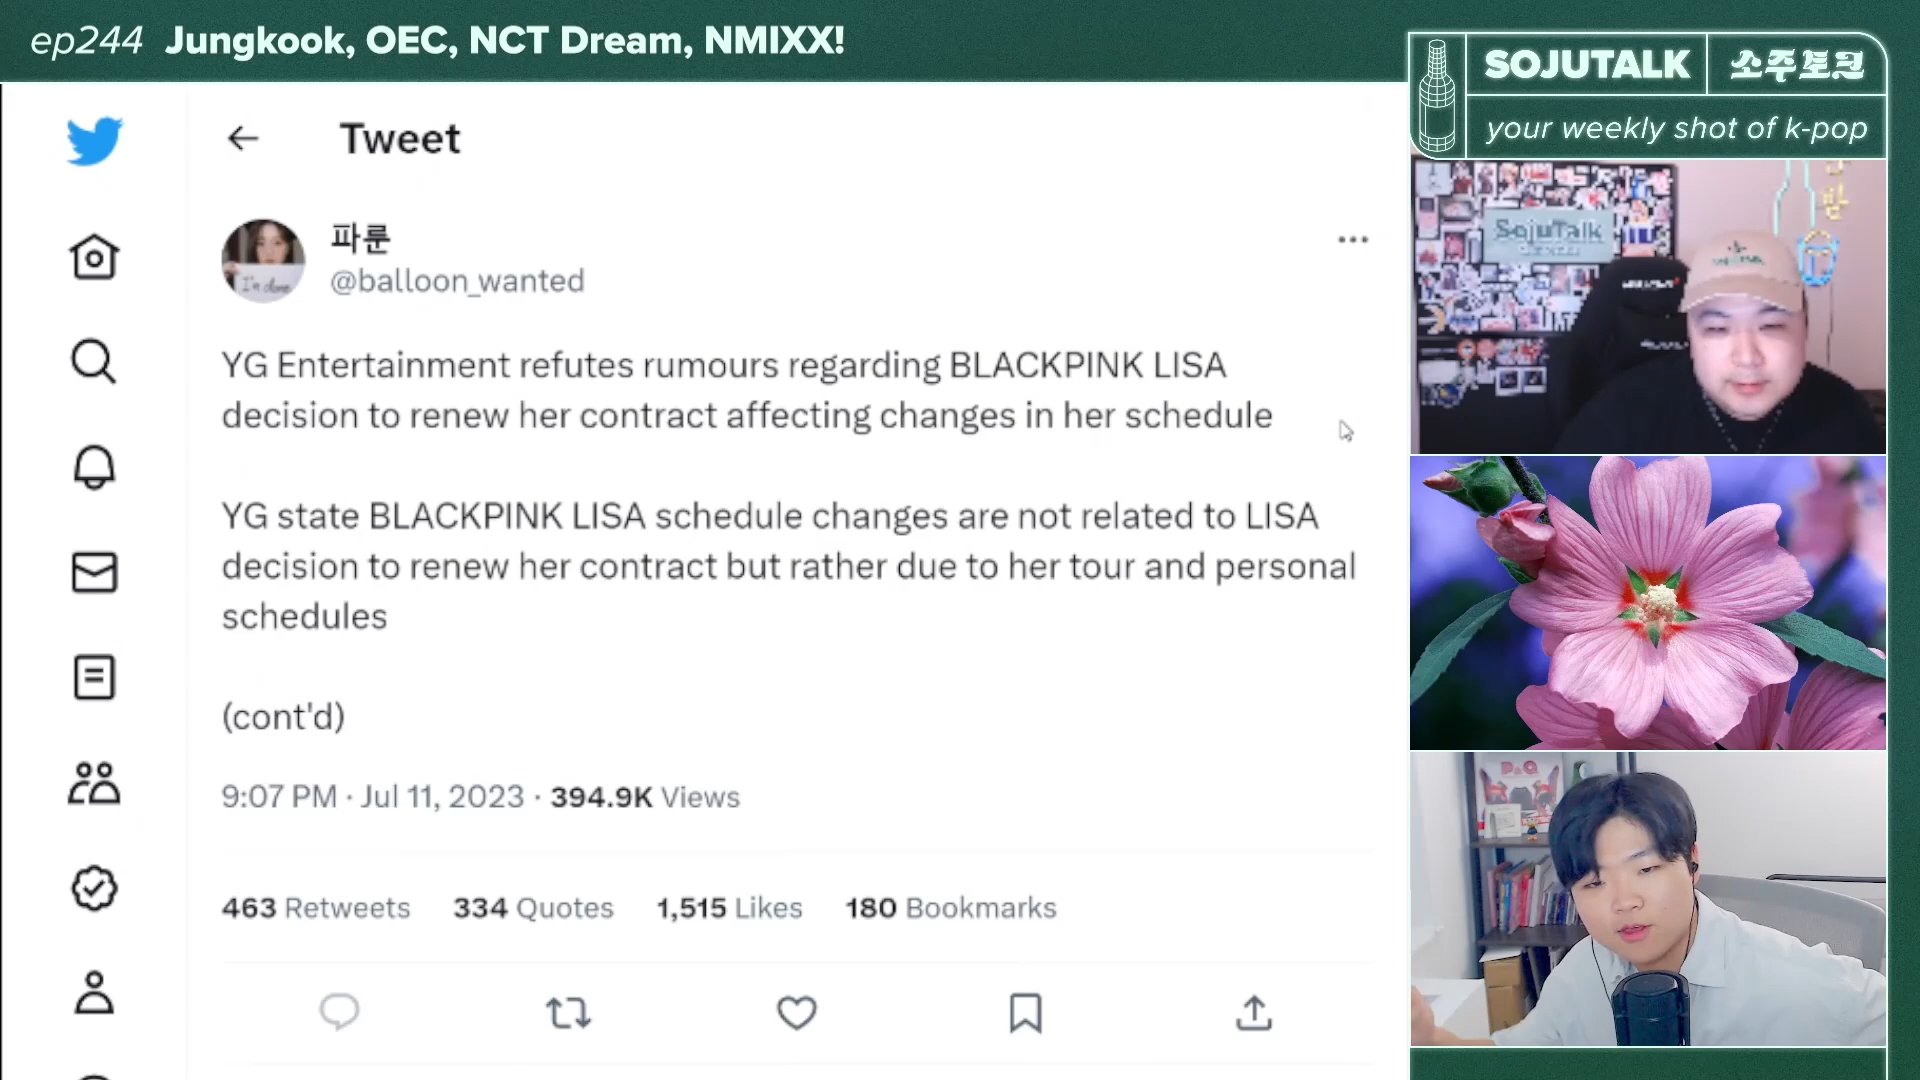 ep244 Jungkook, OEC, NCT Dream, NMIXX!
SOJUTALK 소주토크
your weekly shot of k-pop
Tweet
파룬
@balloon_wanted
I'm done
YG Entertainment refutes rumours regarding BLACKPINK LISA
decision to renew her contract affecting changes in her schedule
YG state BLACKPINK LISA schedule changes are not related to LISA
decision to renew her contract but rather due to her tour and personal
schedules
(cont'd)
9:07 PM · Jul 11, 2023 · 394.9K Views
463 Retweets 334 Quotes 1,515 Likes 180 Bookmarks
SojuTalk
D&Q